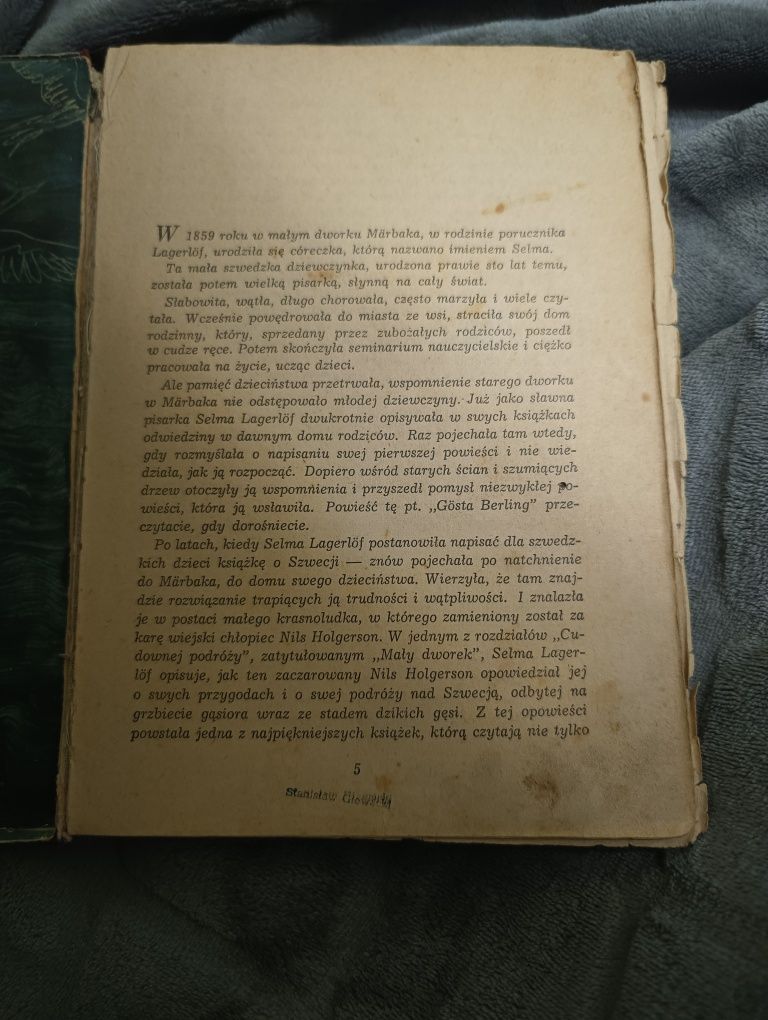 W 1859 roku w małym dworku Märbaka, w rodzinie porucznika
Lagerlöf, urodziła się córeczka, którą nazwano imieniem Selma.
Ta mała szwedzka dziewczynka, urodzona prawie sto lat temu,
została potem wielką pisarką, słynną na cały świat.
Słabowita, wątła, długo chorowała, często marzyła i wiele czy-
tała. Wcześnie powędrowała do miasta ze wsi, straciła swój dom
rodzinny, który, sprzedany przez zubożałych rodziców, poszedł
w cudze ręce. Potem skończyła seminarium nauczycielskie i ciężko
pracowała na życie, ucząc dzieci.
Ale pamięć dzieciństwa przetrwała, wspomnienie starego dworku
w Märbaka nie odstępowało młodej dziewczyny. Już jako sławna
pisarka Selma Lagerlöf dwukrotnie opisywała w swych książkach
odwiedziny w dawnym domu rodziców. Raz pojechała tam wtedy,
gdy rozmyślała o napisaniu swej pierwszej powieści i nie wie-
działa, jak ją rozpocząć. Dopiero wśród starych ścian i szumiących
drzew otoczyły ją wspomnienia i przyszedł pomysł niezwykłej po-
wieści, która ją wsławiła. Powieść tę pt. „Gösta Berling" prze-
czytacie, gdy dorośniecie.
Po latach, kiedy Selma Lagerlöf postanowiła napisać dla szwedz-
kich dzieci książkę o Szwecji — znów pojechała po natchnienie
do Märbaka, do domu swego dzieciństwa. Wierzyła, że tam znaj-
dzie rozwiązanie trapiących ją trudności i wątpliwości. I znalazła
je w postaci małego krasnoludka, w którego zamieniony został za
karę wiejski chłopiec Nils Holgerson. W jednym z rozdziałów „Cu-
downej podróży", zatytułowanym „Mały dworek", Selma Lager-
löf opisuje, jak ten zaczarowany Nils Holgerson opowiedział jej
o swych przygodach i o swej podróży nad Szwecją, odbytej na
grzbiecie gąsiora wraz ze stadem dzikich gęsi. Z tej opowieści
powstała jedna z najpiękniejszych książek, którą czytają nie tylko
5
Stanisław